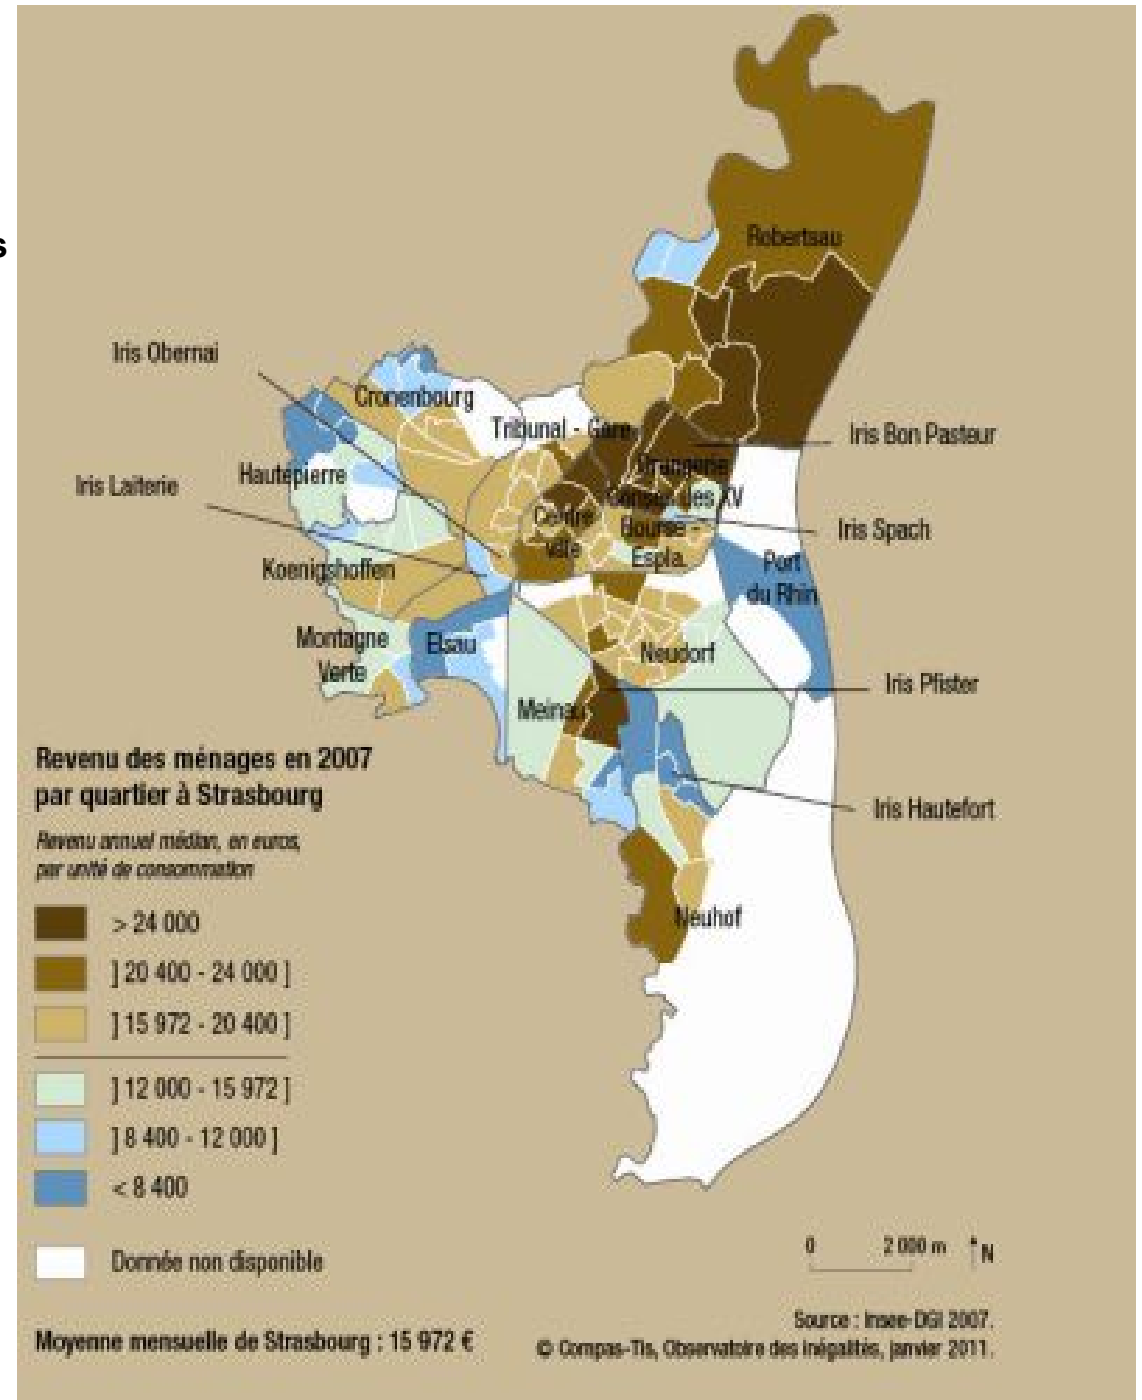 s
Robertsau
Iris Obernai
Cronenbourg
Tribunal - Gare
Iris Bon Pasteur
Orangerie
Hautepierre
Iris Laiterie
Conseil des XV
Centre
ville
Bourse -
Espla.
Iris Spach
Port
du Rhin
Koenigshoffen
Montagne
Verte
Elsau
Neudorf
Iris Pfister
Meinau
Iris Hautefort
Neuhof
Revenu des ménages en 2007
par quartier à Strasbourg
Revenu annuel médian, en euros,
par unité de consommation
> 24 000
] 20 400 - 24 000 ]
] 15 972 - 20 400 ]
] 12 000 - 15 972 ]
] 8 400 - 12 000 ]
< 8 400
Donnée non disponible
0 2 000 m N
Moyenne mensuelle de Strasbourg : 15 972 €
Source : Insee-DGI 2007.
© Compas-Tis, Observatoire des inégalités, janvier 2011.